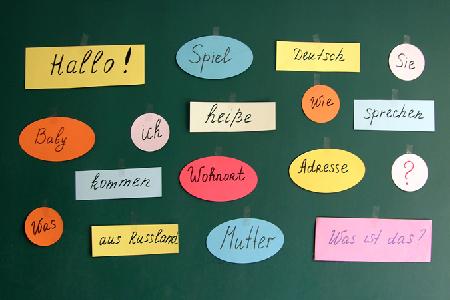 Hallo!
Spiel
Deutsch
Sie
Baby
ich
heiße
Wie
sprechen
kommen
Wohnort
Adresse
?
Was
aus Russland
Mutter
Was ist das?